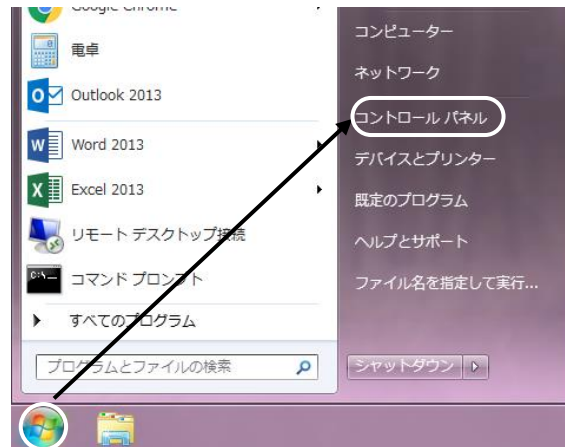 Google Chrome
電卓
Outlook 2013
Word 2013
Excel 2013
リモート デスクトップ接続
コマンド プロンプト
すべてのプログラム
プログラムとファイルの検索
コンピューター
ネットワーク
コントロール パネル
デバイスとプリンター
既定のプログラム
ヘルプとサポート
ファイル名を指定して実行...
シャットダウン